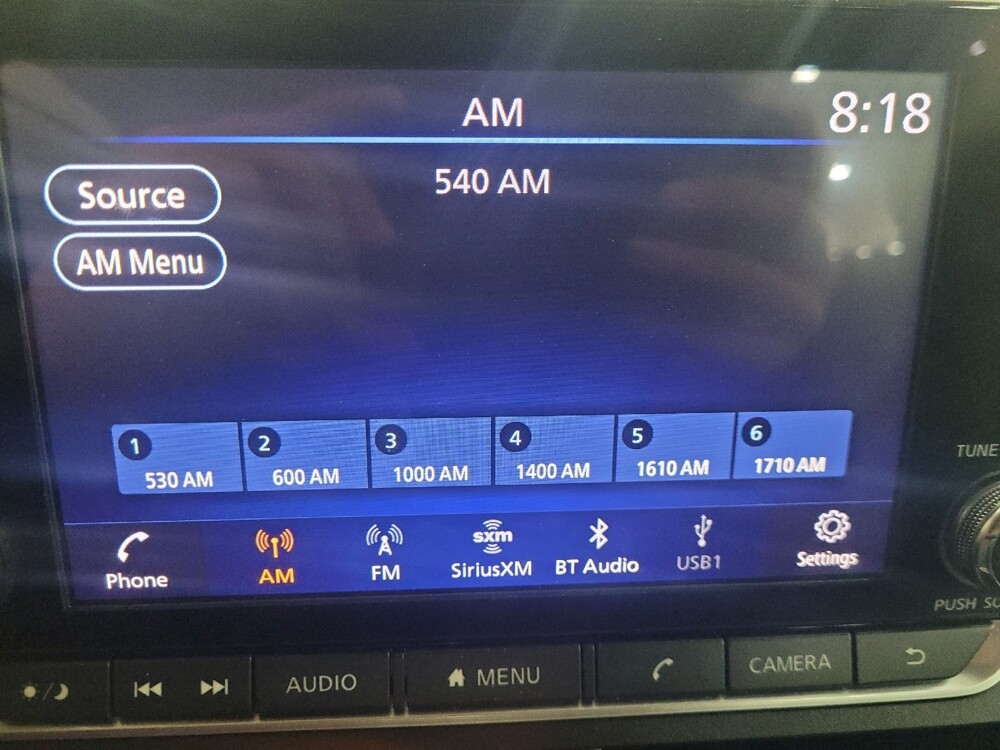 AM
8:18
540 AM
Source
AM Menu
1 2 3 4 5 6
530 AM 600 AM 1000 AM 1400 AM 1610 AM 1710 AM
sxm
Phone AM FM SiriusXM BT Audio USB1 Settings
TUNE
PUSH
AUDIO MENU CAMERA